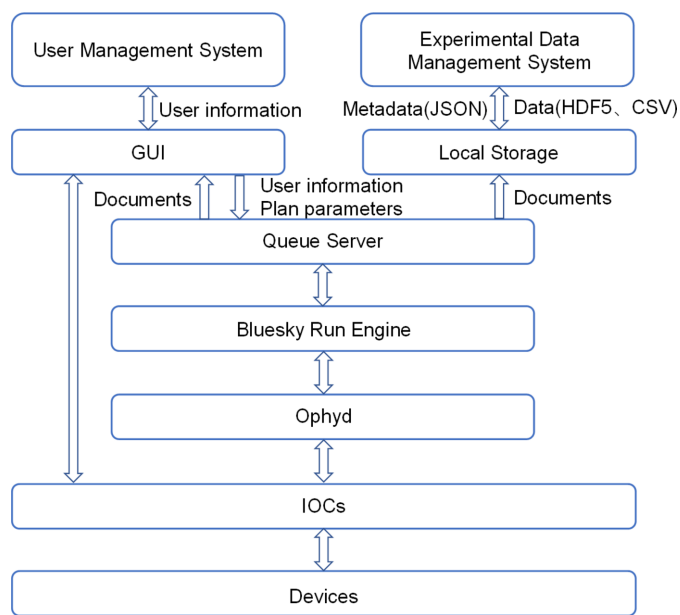 User Management System
Experimental Data
Management System
User information
Metadata(JSON)
Data(HDF5、CSV)
GUI
Local Storage
Documents
User information
Plan parameters
Documents
Queue Server
Bluesky Run Engine
Ophyd
IOCs
Devices